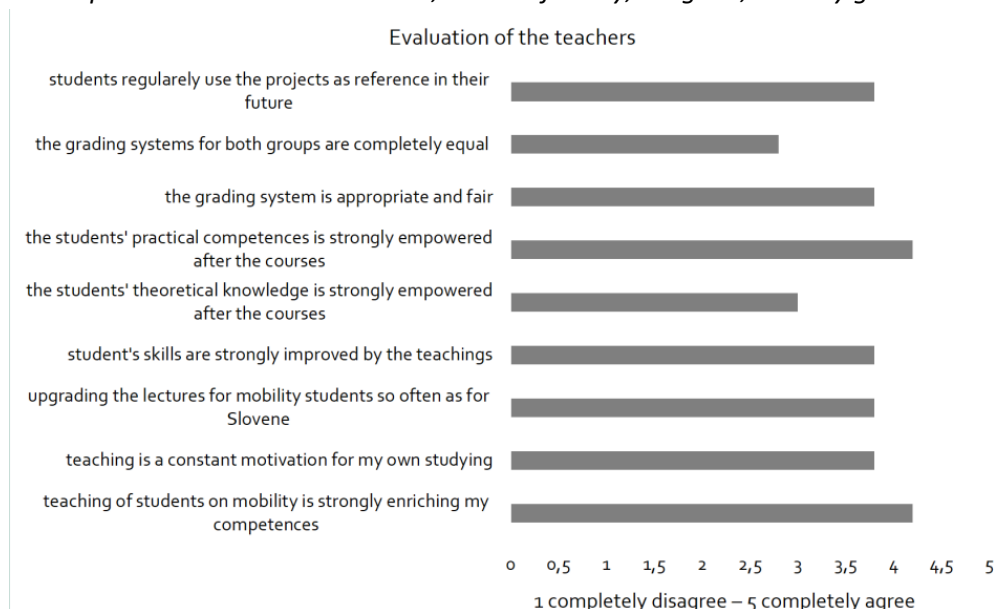 Evaluation of the teachers
students regularely use the projects as reference in their
future
the grading systems for both groups are completely equal
the grading system is appropriate and fair
the students' practical competences is strongly empowered
after the courses
the students' theoretical knowledge is strongly empowered
after the courses
student's skills are strongly improved by the teachings
upgrading the lectures for mobility students so often as for
Slovene
teaching is a constant motivation for my own studying
teaching of students on mobility is strongly enriching my
competences
0 0,5 1 1,5 2 2,5 3 3,5 4 4,5 5
1 completely disagree – 5 completely agree